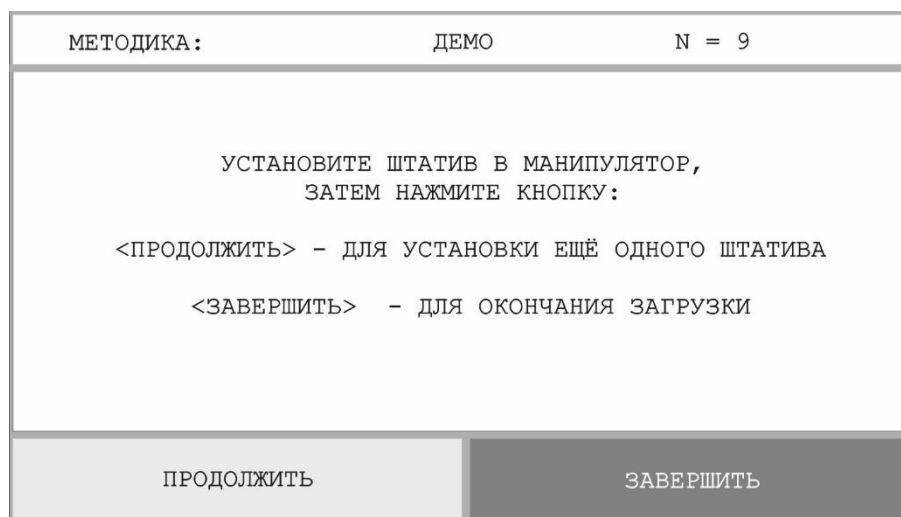 МЕТОДИКА: ДЕМО N = 9
УСТАНОВИТЕ ШТАТИВ В МАНИПУЛЯТОР,
ЗАТЕМ НАЖМИТЕ КНОПКУ:
<ПРОДОЛЖИТЬ> - ДЛЯ УСТАНОВКИ ЕЩЁ ОДНОГО ШТАТИВА
<ЗАВЕРШИТЬ> - ДЛЯ ОКОНЧАНИЯ ЗАГРУЗКИ
ПРОДОЛЖИТЬ ЗАВЕРШИТЬ